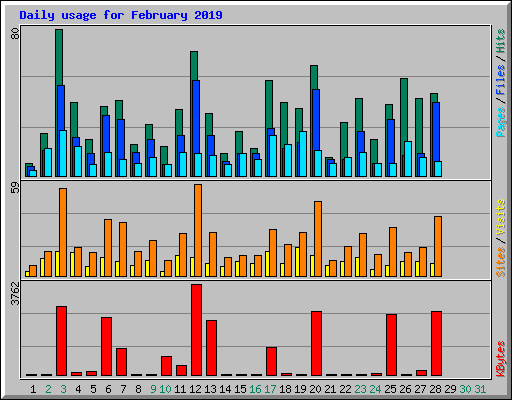 Daily usage for February 2019
80
Pages / Files / Hits
59
Sites / Visits
3762
KBytes
1 2 3 4 5 6 7 8 9 10 11 12 13 14 15 16 17 18 19 20 21 22 23 24 25 26 27 28 29 30 31